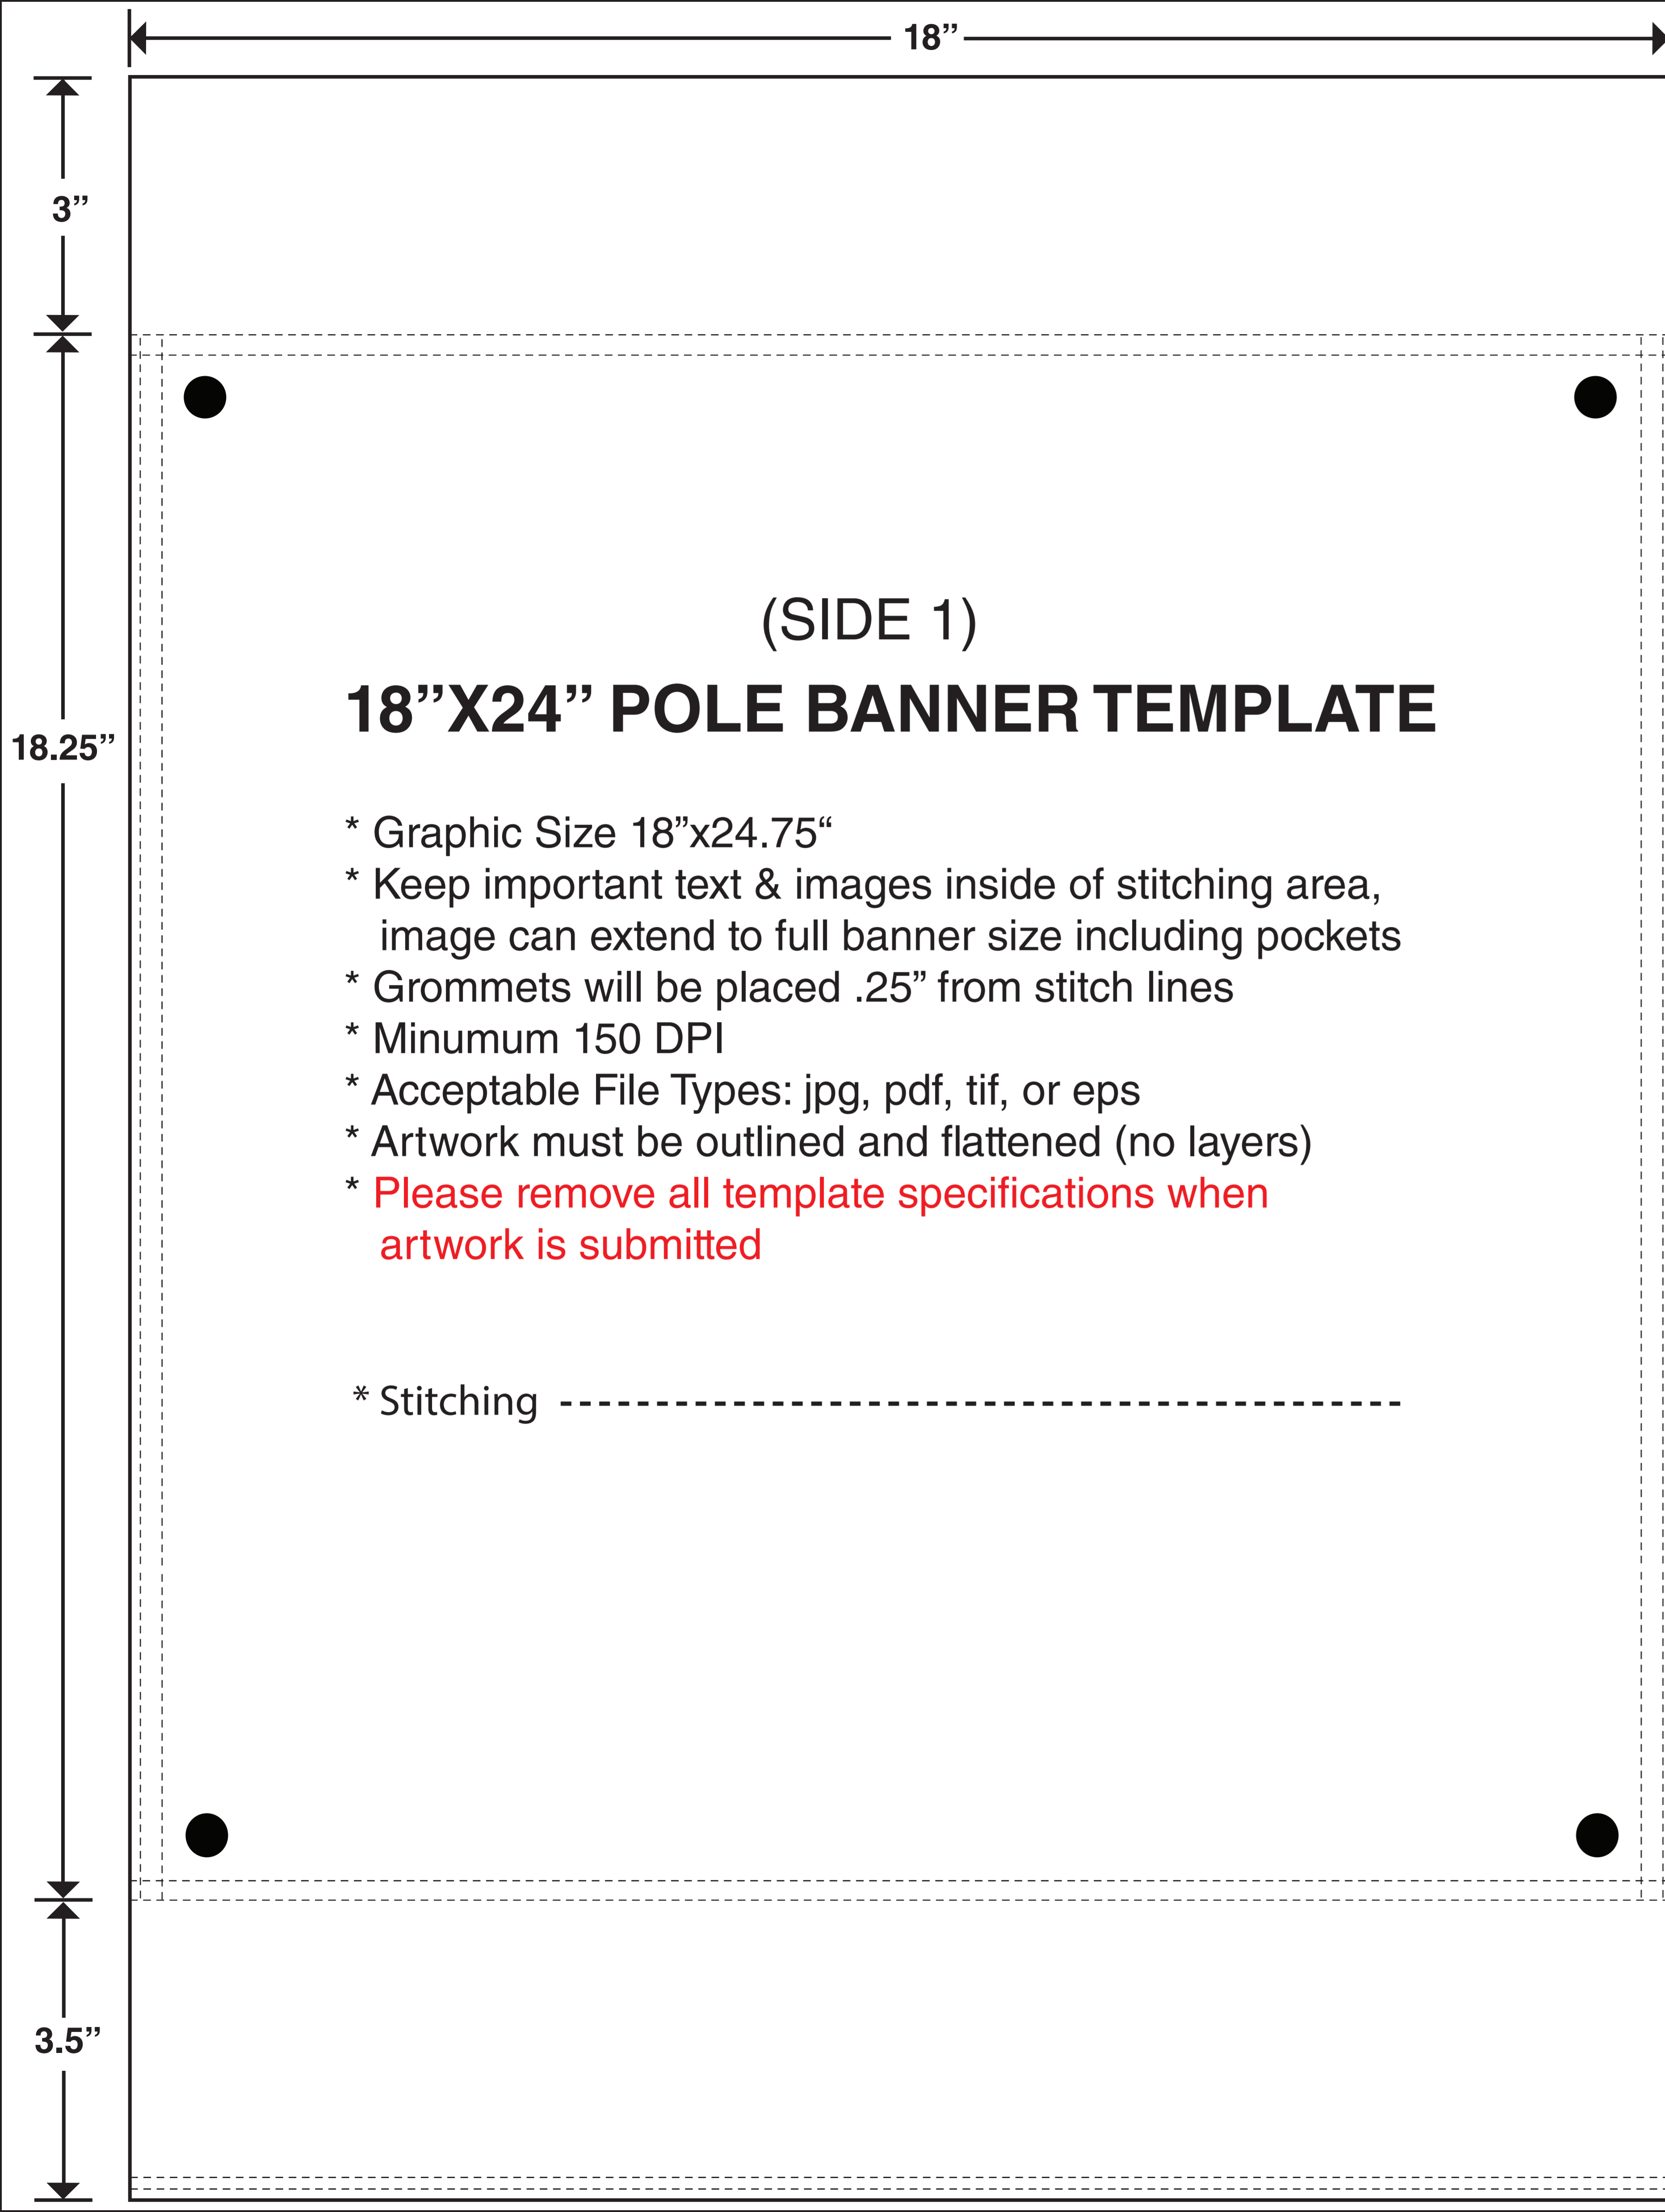 18”
3”
(SIDE 1)
18”X24” POLE BANNER TEMPLATE
18.25”
* Graphic Size 18”x24.75“
* Keep important text & images inside of stitching area,
image can extend to full banner size including pockets
* Grommets will be placed .25” from stitch lines
* Minumum 150 DPI
* Acceptable File Types: jpg, pdf, tif, or eps
* Artwork must be outlined and flattened (no layers)
* Please remove all template specifications when
artwork is submitted
* Stitching
3.5”